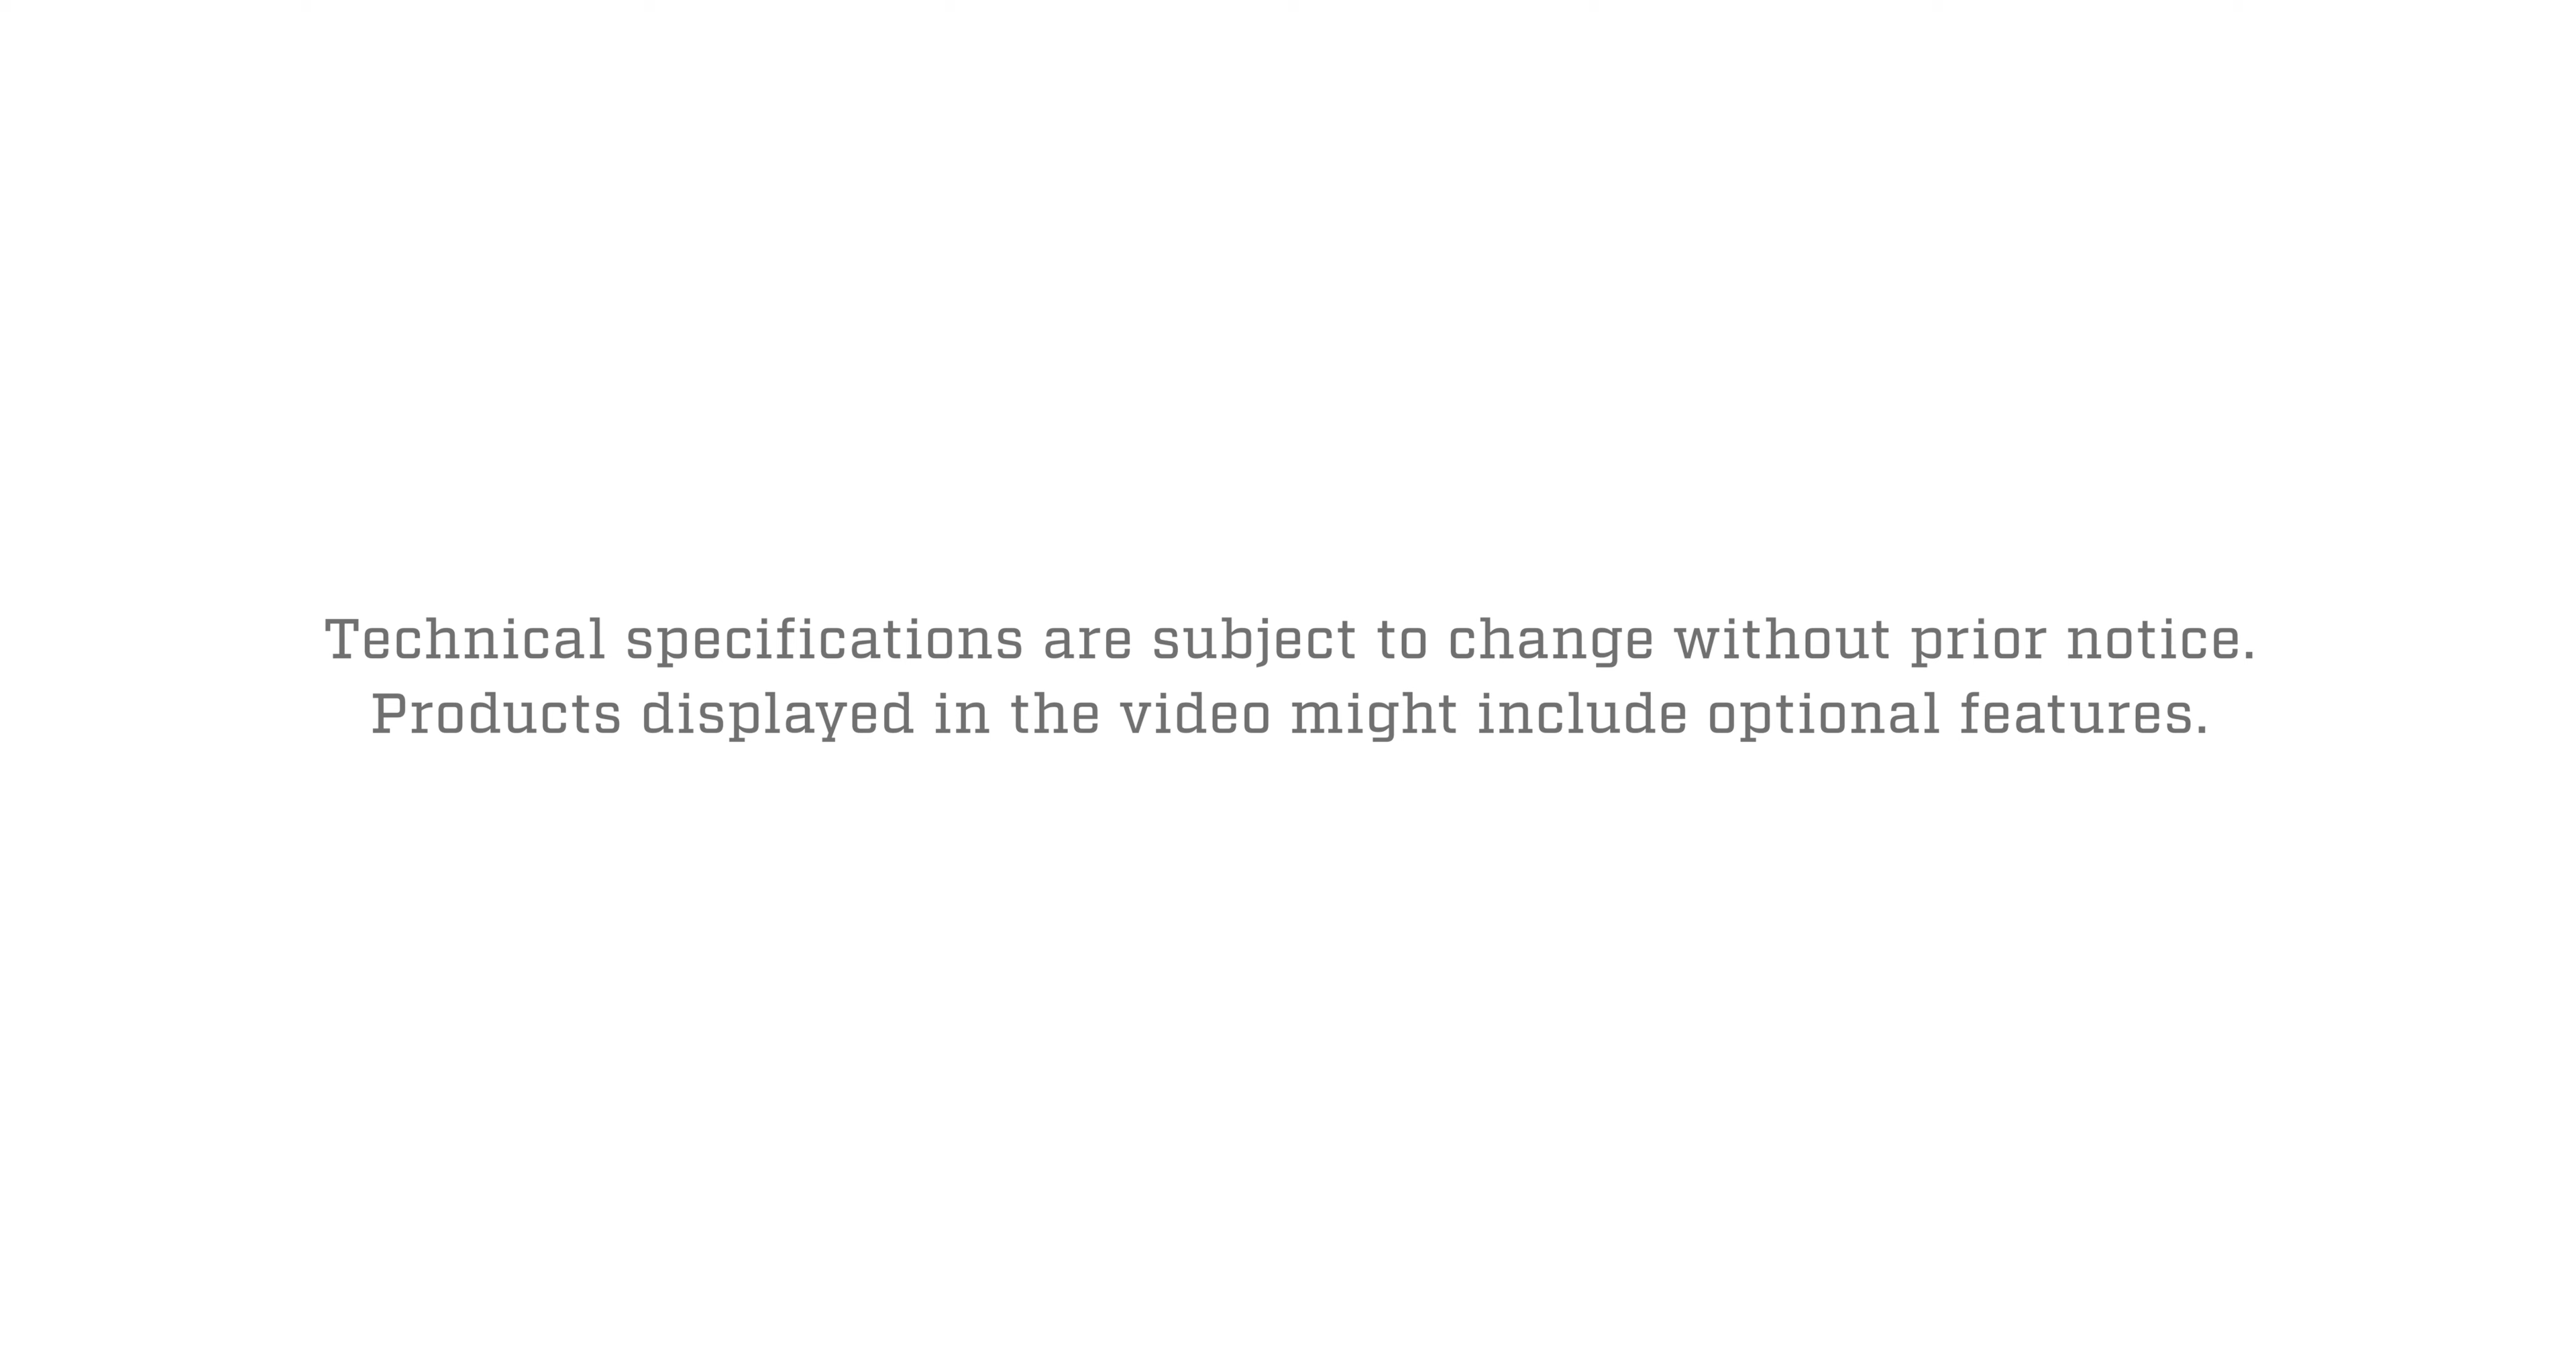 Technical specifications are subject to change without prior notice.
Products displayed in the video might include optional features.